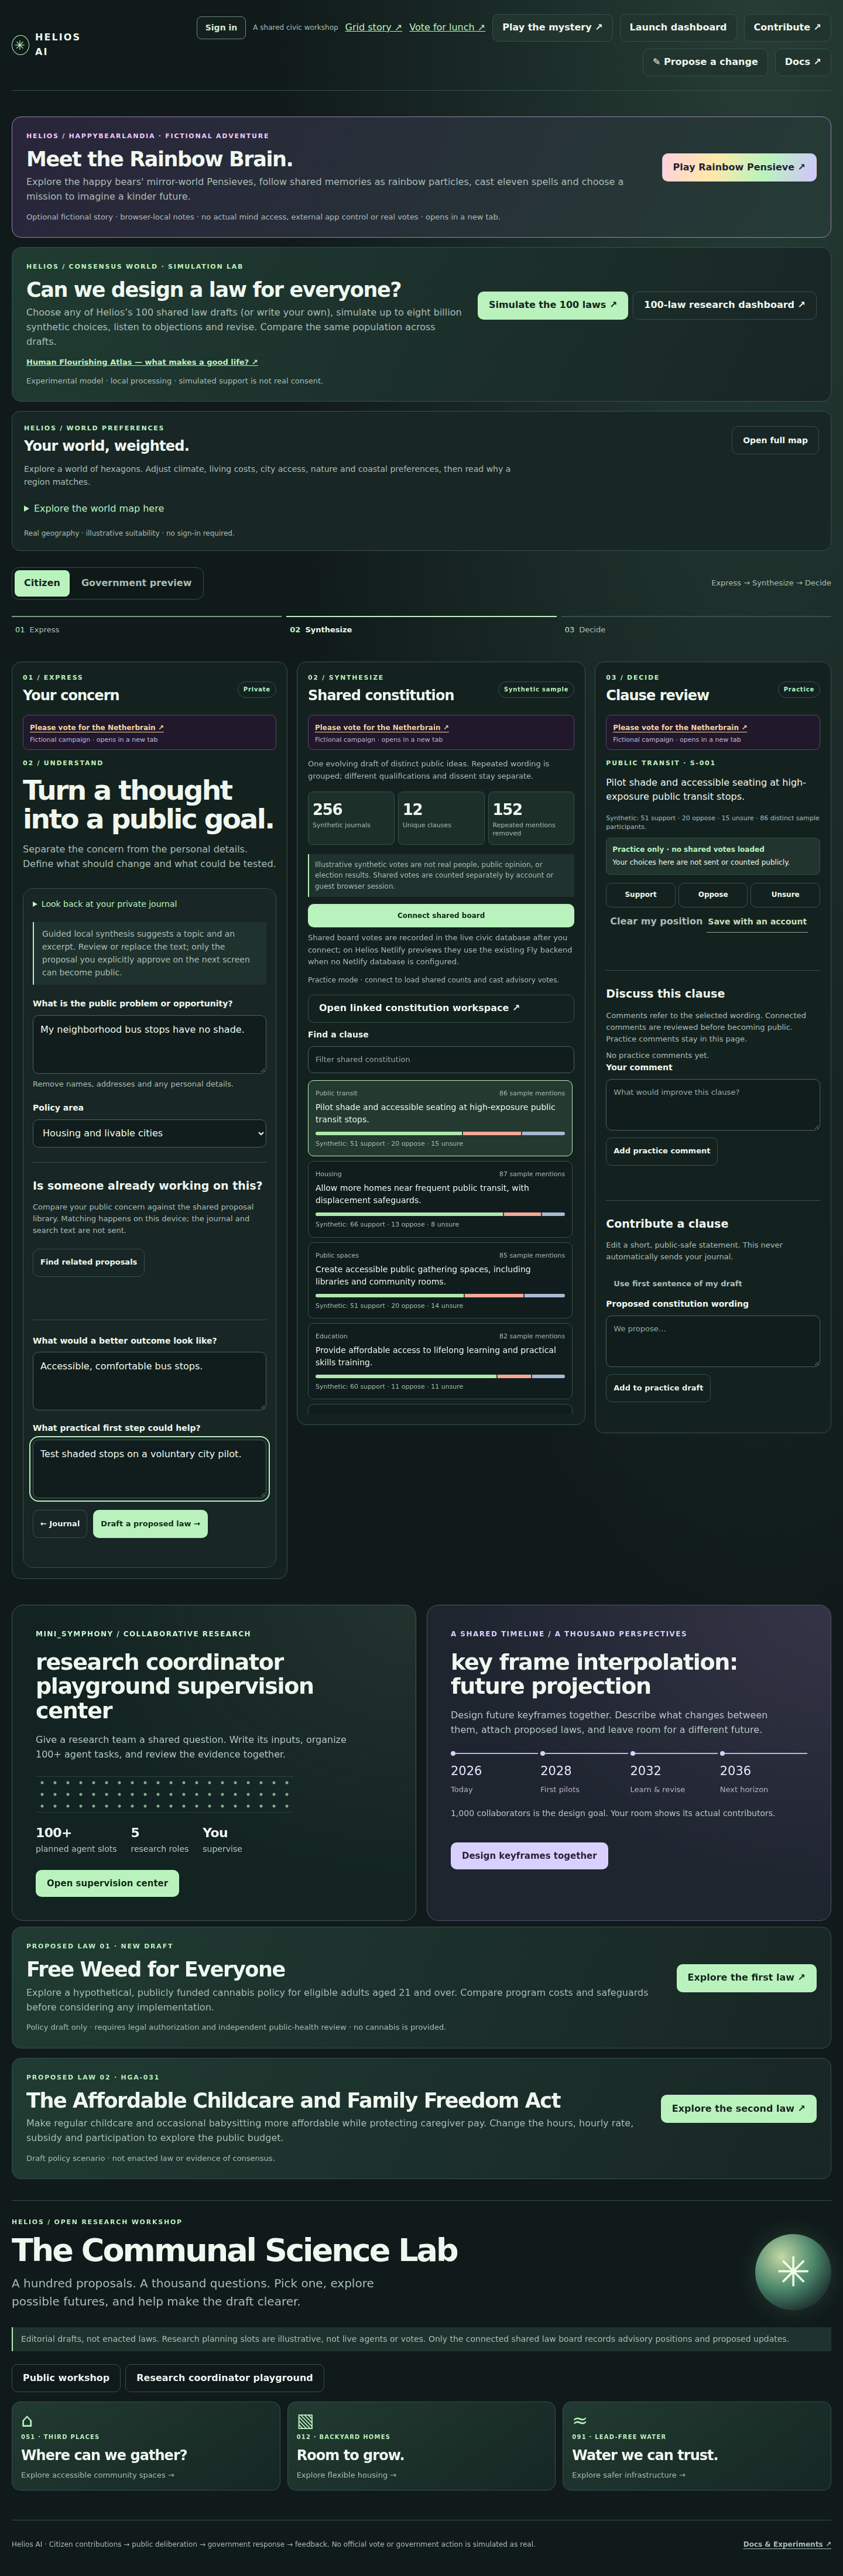 HELIOS
AI
Sign in
A shared civic workshop
Grid story ↗
Vote for lunch ↗
Play the mystery ↗
Launch dashboard
Contribute ↗
✎ Propose a change
Docs ↗
HELIOS / HAPPYBEARLANDIA · FICTIONAL ADVENTURE
Meet the Rainbow Brain.
Explore the happy bears' mirror-world Pensieves, follow shared memories as rainbow particles, cast eleven spells and choose a
mission to imagine a kinder future.
Optional fictional story · browser-local notes · no actual mind access, external app control or real votes · opens in a new tab.
Play Rainbow Pensieve ↗
HELIOS / CONSENSUS WORLD · SIMULATION LAB
Can we design a law for everyone?
Choose any of Helios's 100 shared law drafts (or write your own), simulate up to eight billion
synthetic choices, listen to objections and revise. Compare the same population across
drafts.
Human Flourishing Atlas — what makes a good life? ↗
Experimental model · local processing · simulated support is not real consent.
Simulate the 100 laws ↗
100-law research dashboard ↗
HELIOS / WORLD PREFERENCES
Your world, weighted.
Explore a world of hexagons. Adjust climate, living costs, city access, nature and coastal preferences, then read why a
region matches.
▶ Explore the world map here
Real geography · illustrative suitability · no sign-in required.
Open full map
Citizen
Government preview
Express → Synthesize → Decide
01 Express
02 Synthesize
03 Decide
01 / EXPRESS
Your concern
Private
Please vote for the Netherbrain ↗
Fictional campaign · opens in a new tab
02 / UNDERSTAND
Turn a thought
into a public goal.
Separate the concern from the personal details.
Define what should change and what could be tested.
▶ Look back at your private journal
Guided local synthesis suggests a topic and an
excerpt. Review or replace the text; only the
proposal you explicitly approve on the next screen
can become public.
What is the public problem or opportunity?
My neighborhood bus stops have no shade.
Remove names, addresses and any personal details.
Policy area
Housing and livable cities
Is someone already working on this?
Compare your public concern against the shared proposal
library. Matching happens on this device; the journal and
search text are not sent.
Find related proposals
What would a better outcome look like?
Accessible, comfortable bus stops.
What practical first step could help?
Test shaded stops on a voluntary city pilot.
← Journal
Draft a proposed law →
02 / SYNTHESIZE
Shared constitution
Synthetic sample
Please vote for the Netherbrain ↗
Fictional campaign · opens in a new tab
One evolving draft of distinct public ideas. Repeated wording is
grouped; different qualifications and dissent stay separate.
256
Synthetic journals
12
Unique clauses
152
Repeated mentions
removed
Illustrative synthetic votes are not real people, public opinion, or
election results. Shared votes are counted separately by account or
guest browser session.
Connect shared board
Shared board votes are recorded in the live civic database after you
connect; on Helios Netlify previews they use the existing Fly backend
when no Netlify database is configured.
Practice mode · connect to load shared counts and cast advisory votes.
Open linked constitution workspace ↗
Find a clause
Filter shared constitution
Public transit
86 sample mentions
Pilot shade and accessible seating at high-exposure public
transit stops.
Synthetic: 51 support · 20 oppose · 15 unsure
Housing
87 sample mentions
Allow more homes near frequent public transit, with
displacement safeguards.
Synthetic: 66 support · 13 oppose · 8 unsure
Public spaces
85 sample mentions
Create accessible public gathering spaces, including
libraries and community rooms.
Synthetic: 51 support · 20 oppose · 14 unsure
Education
82 sample mentions
Provide affordable access to lifelong learning and practical
skills training.
Synthetic: 60 support · 11 oppose · 11 unsure
03 / DECIDE
Clause review
Practice
Please vote for the Netherbrain ↗
Fictional campaign · opens in a new tab
PUBLIC TRANSIT · S-001
Pilot shade and accessible seating at high-
exposure public transit stops.
Synthetic: 51 support · 20 oppose · 15 unsure · 86 distinct sample
participants.
Practice only · no shared votes loaded
Your choices here are not sent or counted publicly.
Support
Oppose
Unsure
Clear my position
Save with an account
Discuss this clause
Comments refer to the selected wording. Connected
comments are reviewed before becoming public.
Practice comments stay in this page.
No practice comments yet.
Your comment
What would improve this clause?
Add practice comment
Contribute a clause
Edit a short, public-safe statement. This never
automatically sends your journal.
Use first sentence of my draft
Proposed constitution wording
We propose...
Add to practice draft
MINI_SYMPHONY / COLLABORATIVE RESEARCH
research coordinator
playground supervision
center
Give a research team a shared question. Write its inputs, organize
100+ agent tasks, and review the evidence together.
100+
planned agent slots
5
research roles
You
supervise
Open supervision center
A SHARED TIMELINE / A THOUSAND PERSPECTIVES
key frame interpolation:
future projection
Design future keyframes together. Describe what changes between
them, attach proposed laws, and leave room for a different future.
2026
Today
2028
First pilots
2032
Learn & revise
2036
Next horizon
1,000 collaborators is the design goal. Your room shows its actual contributors.
Design keyframes together
PROPOSED LAW 01 · NEW DRAFT
Free Weed for Everyone
Explore a hypothetical, publicly funded cannabis policy for eligible adults aged 21 and over. Compare program costs and safeguards
before considering any implementation.
Policy draft only · requires legal authorization and independent public-health review · no cannabis is provided.
Explore the first law ↗
PROPOSED LAW 02 · HGA-031
The Affordable Childcare and Family Freedom Act
Make regular childcare and occasional babysitting more affordable while protecting caregiver pay. Change the hours, hourly rate,
subsidy and participation to explore the public budget.
Draft policy scenario · not enacted law or evidence of consensus.
Explore the second law ↗
HELIOS / OPEN RESEARCH WORKSHOP
The Communal Science Lab
A hundred proposals. A thousand questions. Pick one, explore
possible futures, and help make the draft clearer.
Editorial drafts, not enacted laws. Research planning slots are illustrative, not live agents or votes. Only the connected shared law board records advisory positions and proposed updates.
Public workshop
Research coordinator playground
051 · THIRD PLACES
Where can we gather?
Explore accessible community spaces →
012 · BACKYARD HOMES
Room to grow.
Explore flexible housing →
091 · LEAD-FREE WATER
Water we can trust.
Explore safer infrastructure →
Helios AI · Citizen contributions → public deliberation → government response → feedback. No official vote or government action is simulated as real.
Docs & Experiments ↗